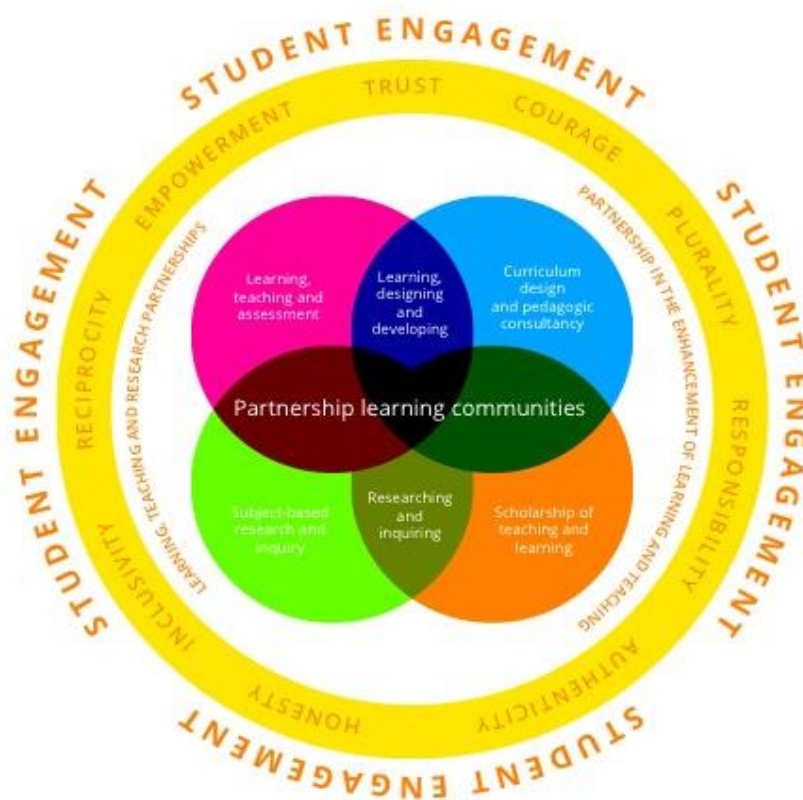 STUDENT ENGAGEMENT
STUDENT ENGAGEMENT
STUDENT ENGAGEMENT
STUDENT ENGAGEMENT
TRUST
COURAGE
PLURALITY
RESPONSIBILITY
AUTHENTICITY
HONESTY
INCLUSIVITY
RECIPROCITY
EMPOWERMENT
LEARNING, TEACHING AND RESEARCH PARTNERSHIPS
PARTNERSHIP IN THE ENHANCEMENT OF LEARNING AND TEACHING
Learning,
teaching and
assessment
Learning,
designing
and
developing
Curriculum
design
and pedagogic
consultancy
Partnership learning communities
Subject-based
research and
inquiry
Researching
and
inquiring
Scholarship of
teaching and
learning